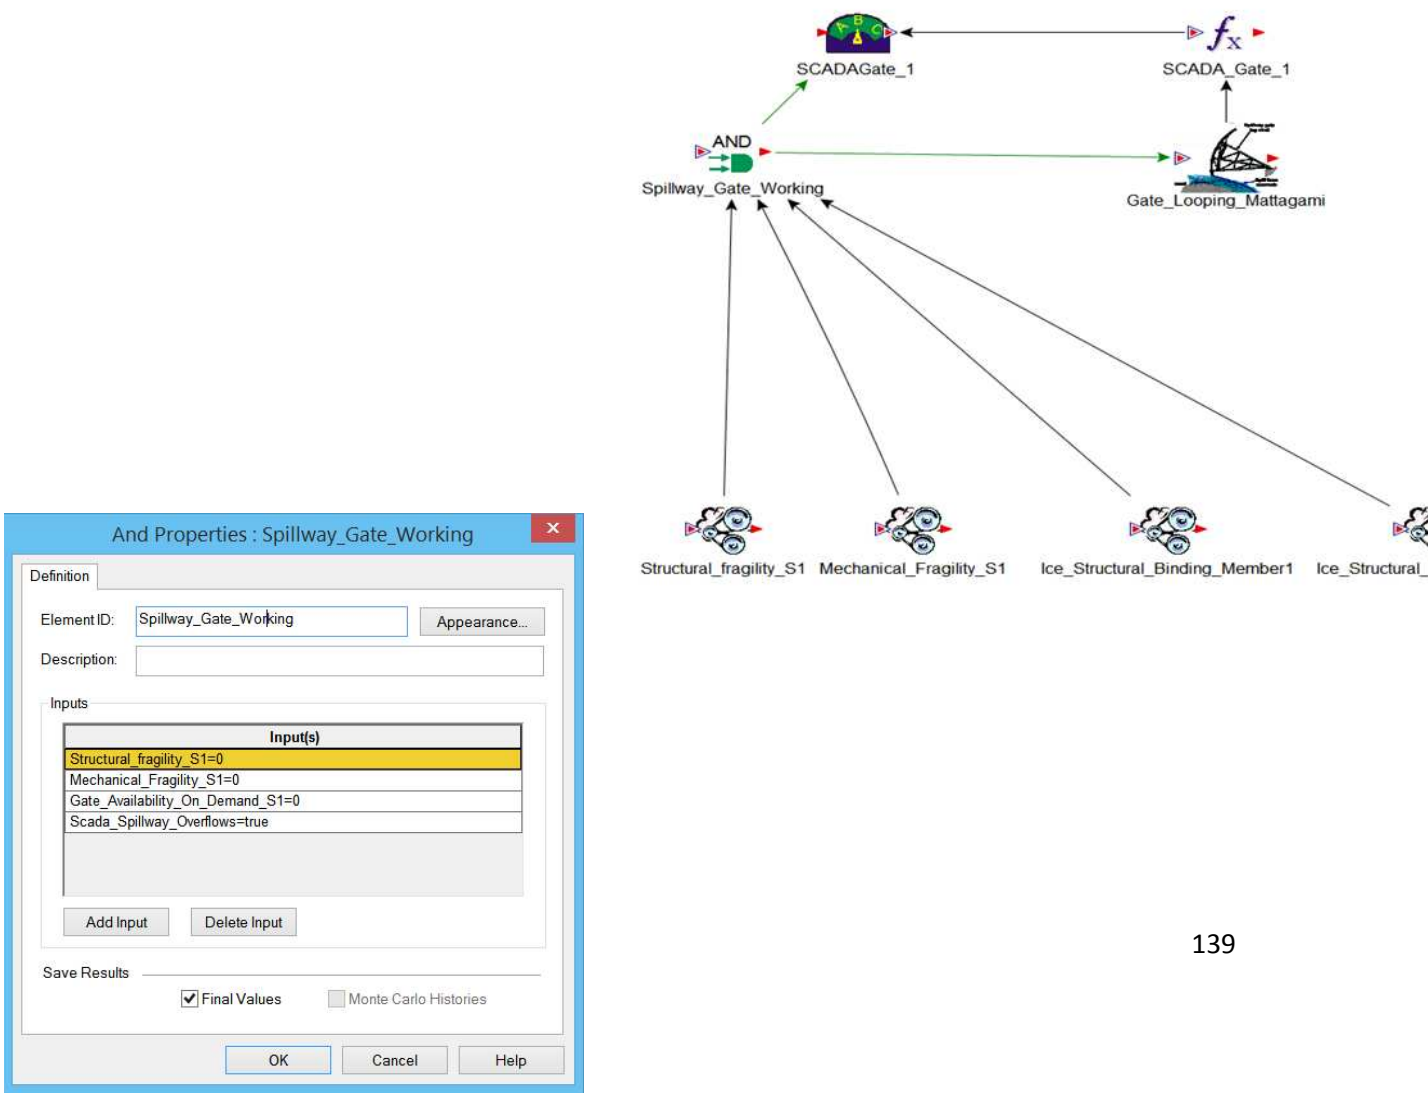 A B C
SCADAGate_1
fx
SCADA_Gate_1
AND
Spillway_Gate_Working
Gate_Looping_Mattagami
Structural_fragility_S1
Mechanical_Fragility_S1
Ice_Structural_Binding_Member1
Ice_Structural_
And Properties : Spillway_Gate_Working
Definition
Element ID:
Spillway_Gate_Working
Appearance...
Description:
Inputs
Input(s)
Structural_fragility_S1=0
Mechanical_Fragility_S1=0
Gate_Availability_On_Demand_S1=0
Scada_Spillway_Overflows=true
Add Input
Delete Input
Save Results
Final Values
Monte Carlo Histories
OK
Cancel
Help
139